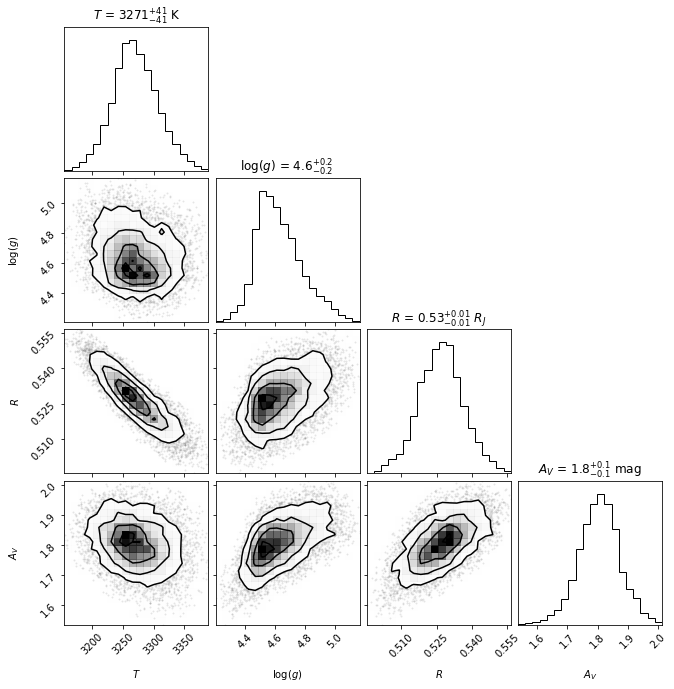 T = 3271+41−41 K
log(g) = 4.6+0.2−0.2
5.0
4.8
4.6
4.4
log(g)
R = 0.53+0.01−0.01 RJ
0.555
0.540
0.525
0.510
R
AV = 1.8+0.1−0.1 mag
2.0
1.9
1.8
1.7
1.6
AV
3200 3250 3300 3350 4.4 4.6 4.8 5.0 0.510 0.525 0.540 0.555 1.6 1.7 1.8 1.9 2.0
T log(g) R AV